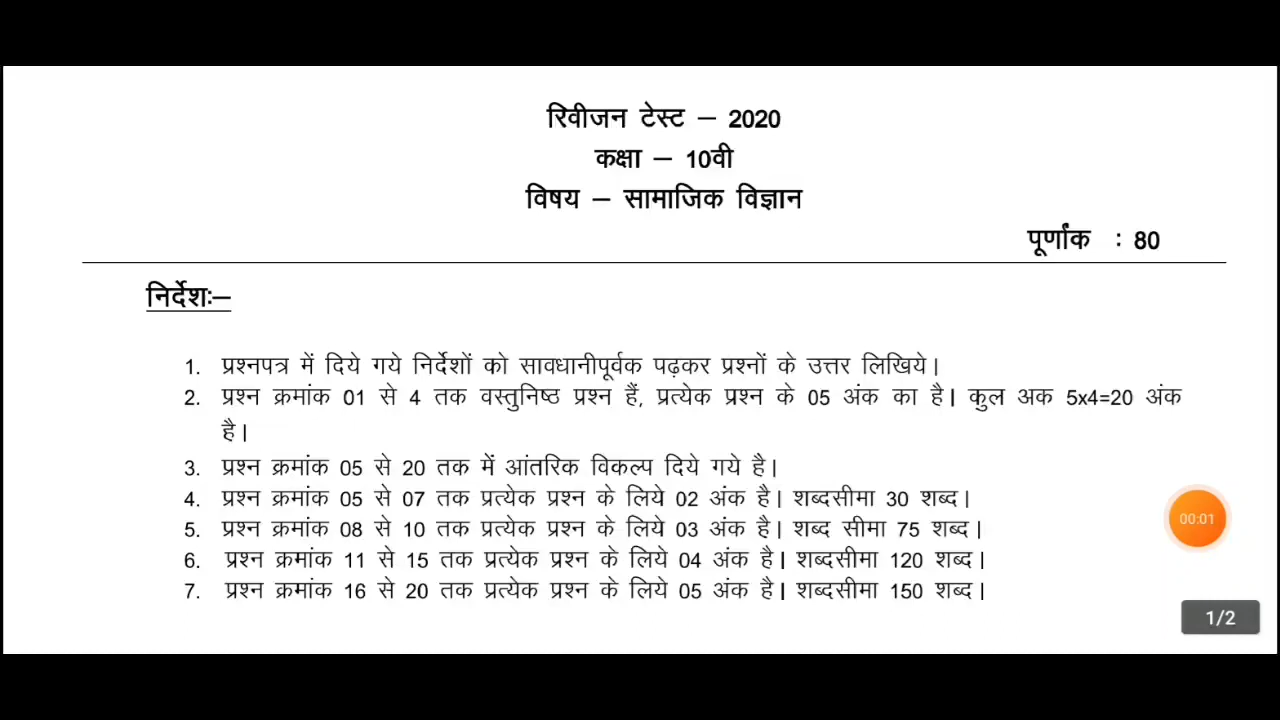 रिवीजन टेस्ट – 2020
कक्षा – 10वी
विषय – सामाजिक विज्ञान
पूर्णांक : 80
निर्देशः–
1. प्रश्नपत्र में दिये गये निर्देशों को सावधानीपूर्वक पढ़कर प्रश्नों के उत्तर लिखिये।
2. प्रश्न क्रमांक 01 से 4 तक वस्तुनिष्ठ प्रश्न हैं, प्रत्येक प्रश्न के 05 अंक का है। कुल अक 5x4=20 अंक
है।
3. प्रश्न क्रमांक 05 से 20 तक में आंतरिक विकल्प दिये गये है।
4. प्रश्न क्रमांक 05 से 07 तक प्रत्येक प्रश्न के लिये 02 अंक है। शब्दसीमा 30 शब्द।
5. प्रश्न क्रमांक 08 से 10 तक प्रत्येक प्रश्न के लिये 03 अंक है। शब्द सीमा 75 शब्द।
6. प्रश्न क्रमांक 11 से 15 तक प्रत्येक प्रश्न के लिये 04 अंक है। शब्दसीमा 120 शब्द।
7. प्रश्न क्रमांक 16 से 20 तक प्रत्येक प्रश्न के लिये 05 अंक है। शब्दसीमा 150 शब्द।
00:01
1/2